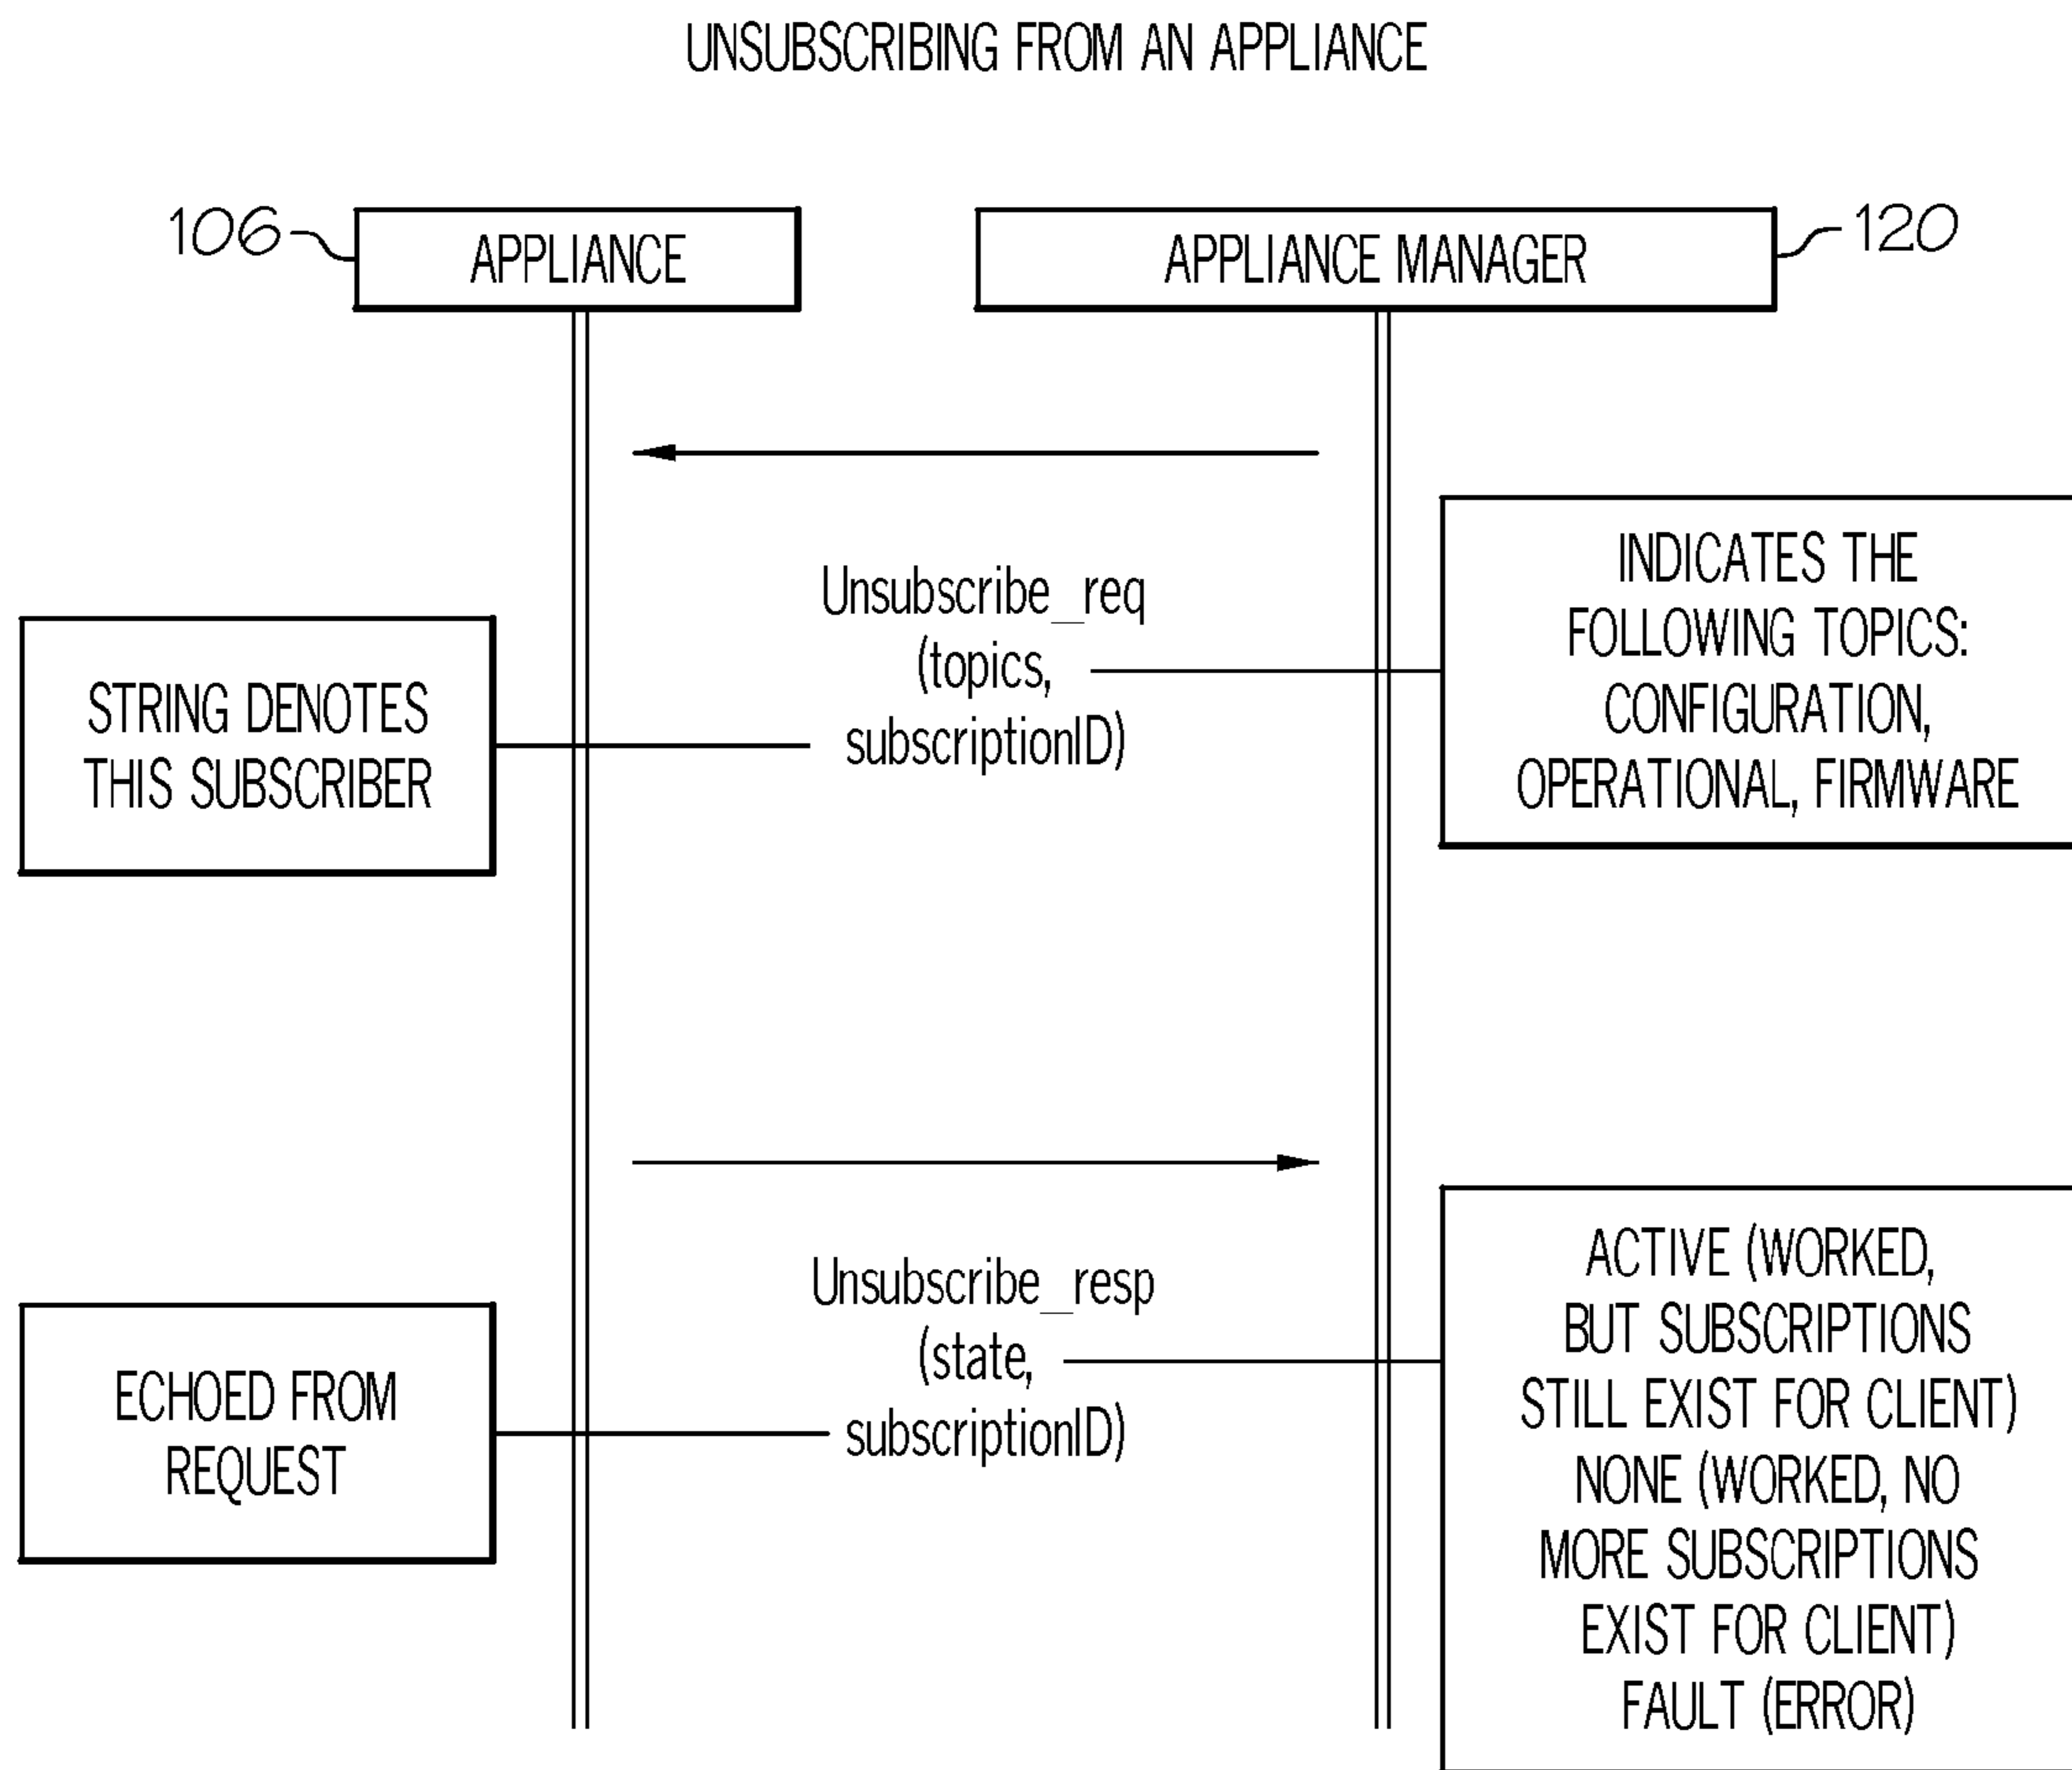 UNSUBSCRIBING FROM AN APPLIANCE
106
APPLIANCE
APPLIANCE MANAGER
120
Unsubscribe_req
(topics,
subscriptionID)
INDICATES THE
FOLLOWING TOPICS:
CONFIGURATION,
OPERATIONAL, FIRMWARE
STRING DENOTES
THIS SUBSCRIBER
Unsubscribe_resp
(state,
subscriptionID)
ACTIVE (WORKED,
BUT SUBSCRIPTIONS
STILL EXIST FOR CLIENT)
NONE (WORKED, NO
MORE SUBSCRIPTIONS
EXIST FOR CLIENT)
FAULT (ERROR)
ECHOED FROM
REQUEST